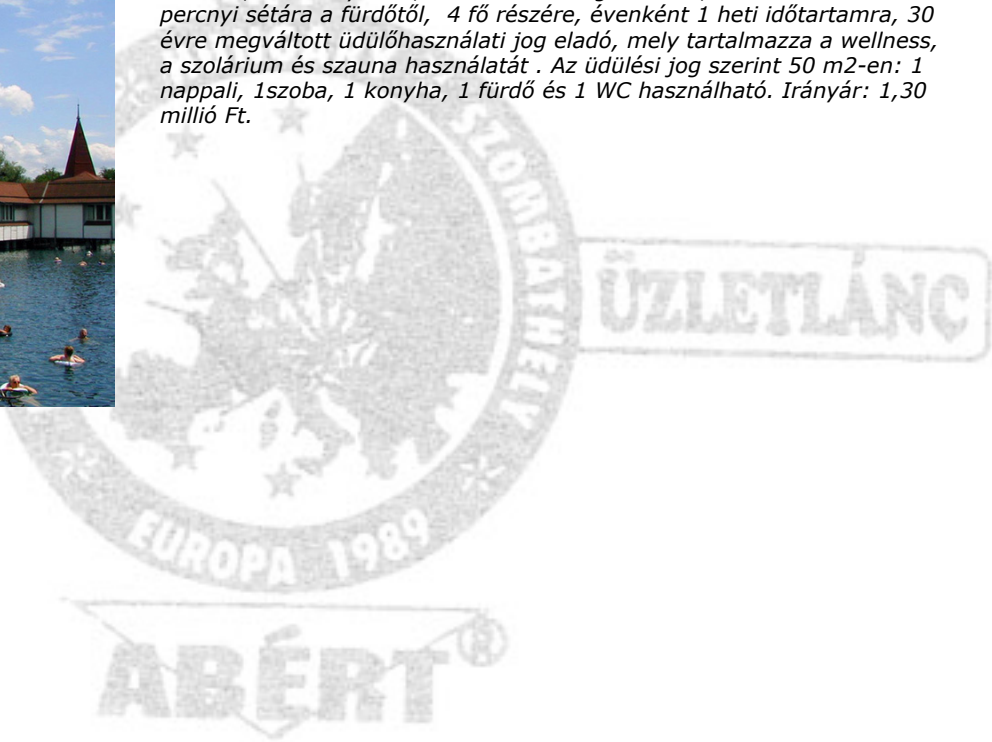 percnyi sétára a fürdőtől,  4 fő részére, évenként 1 heti időtartamra, 30
évre megváltott üdülőhasználati jog eladó, mely tartalmazza a wellness,
a szolárium és szauna használatát . Az üdülési jog szerint 50 m2-en: 1
nappali, 1szoba, 1 konyha, 1 fürdő és 1 WC használható. Irányár: 1,30
millió Ft.
SZOMBATHELY
ÜZLETLÁNC
EUROPA 1989
ABÉRT®